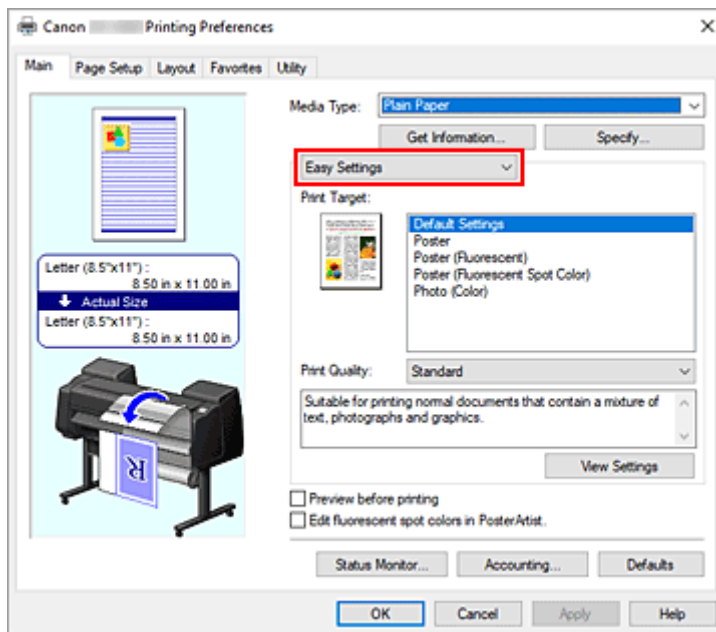 Canon Printing Preferences
Main Page Setup Layout Favorites Utility
Media Type: Plain Paper
Get Information... Specify...
Easy Settings
Print Target:
Default Settings
Poster
Poster (Fluorescent)
Poster (Fluorescent Spot Color)
Photo (Color)
Letter (8.5"x11") :
8.50 in x 11.00 in
Actual Size
Letter (8.5"x11") :
8.50 in x 11.00 in
Print Quality: Standard
Suitable for printing normal documents that contain a mixture of
text, photographs and graphics.
View Settings
R
Preview before printing
Edit fluorescent spot colors in PosterArtist.
Status Monitor... Accounting... Defaults
OK Cancel Apply Help